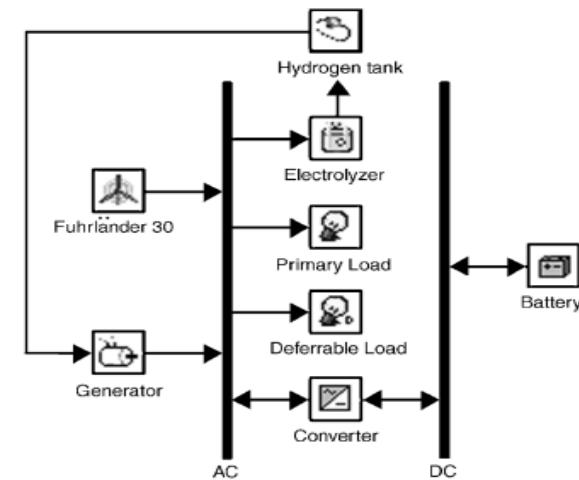 Hydrogen tank
Electrolyzer
Fuhrländer 30
Primary Load
Battery
Deferrable Load
Generator
Converter
AC
DC